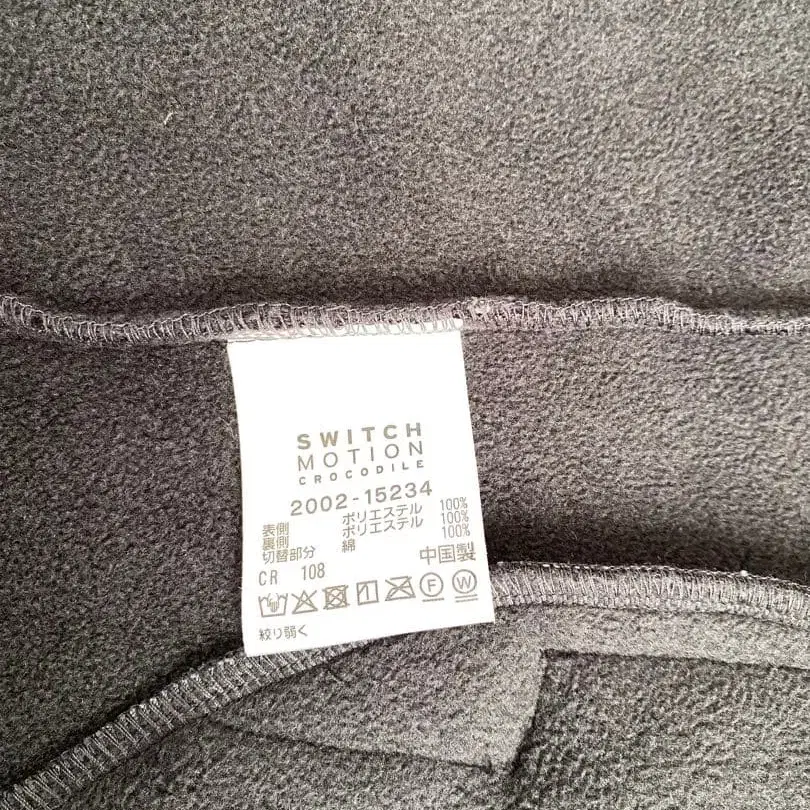 SWITCH
MOTION
CROCODILE
2002-15234
表側 ポリエステル 100%
裏側 ポリエステル 100%
切替部分 綿 100%
CR 108 中国製
F W
絞り弱く